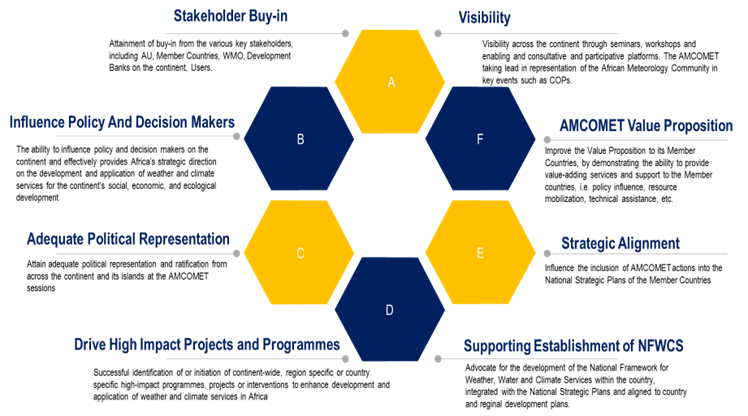 Stakeholder Buy-in
Attainment of buy-in from the various key stakeholders,
including AU, Member Countries, WMO, Development
Banks on the continent, Users.
Visibility
Visibility across the continent through seminars, workshops and
enabling and consultative and participative platforms. The AMCOMET
taking lead in representation of the African Meteorology Community in
key events such as COPs.
A
Influence Policy And Decision Makers
The ability to influence policy and decision makers on the
continent and effectively provides Africa's strategic direction
on the development and application of weather and climate
services for the continent's social, economic, and ecological
development
B
F
AMCOMET Value Proposition
Improve the Value Proposition to its Member
Countries, by demonstrating the ability to provide
value-adding services and support to the Member
countries, i.e. policy influence, resource
mobilization, technical assistance, etc.
Adequate Political Representation
Attain adequate political representation and ratification from
across the continent and its islands at the AMCOMET
sessions
C
E
Strategic Alignment
Influence the inclusion of AMCOMET actions into the
National Strategic Plans of the Member Countries
D
Drive High Impact Projects and Programmes
Successful identification of or initiation of continent-wide, region specific or country
specific high-impact programmes, projects or interventions to enhance development and
application of weather and climate services in Africa
Supporting Establishment of NFWCS
Advocate for the development of the National Framework for
Weather, Water and Climate Services within the country,
integrated with the National Strategic Plans and aligned to country
and reginal development plans.